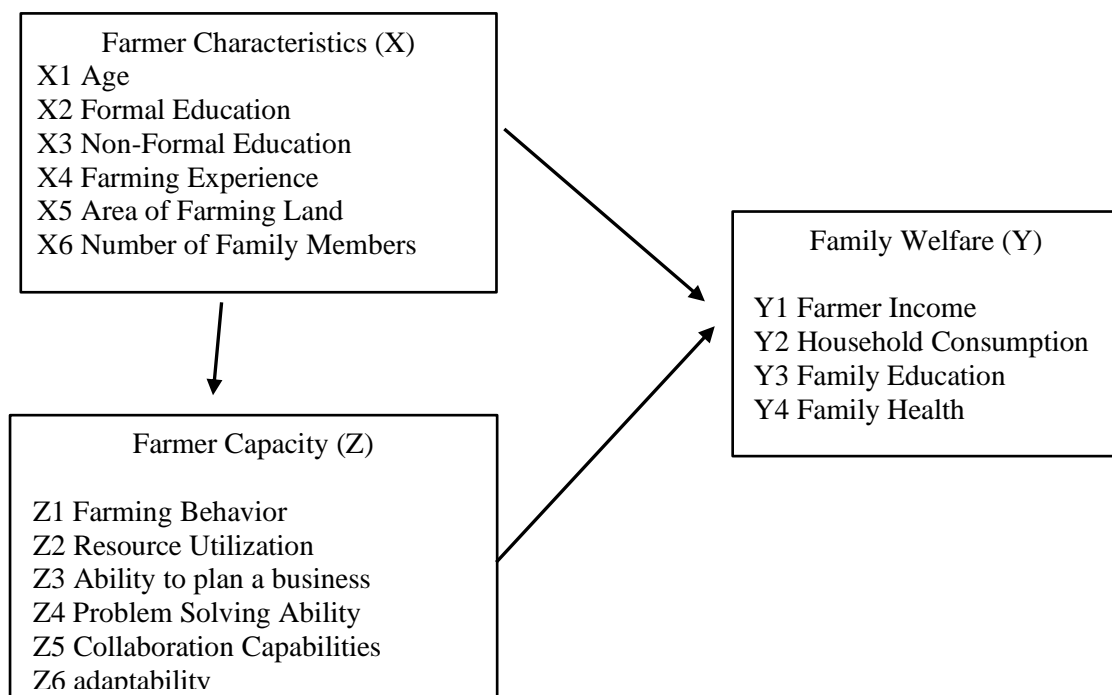 Farmer Characteristics (X)
X1 Age
X2 Formal Education
X3 Non-Formal Education
X4 Farming Experience
X5 Area of Farming Land
X6 Number of Family Members
Family Welfare (Y)
Y1 Farmer Income
Y2 Household Consumption
Y3 Family Education
Y4 Family Health
Farmer Capacity (Z)
Z1 Farming Behavior
Z2 Resource Utilization
Z3 Ability to plan a business
Z4 Problem Solving Ability
Z5 Collaboration Capabilities
Z6 adaptability